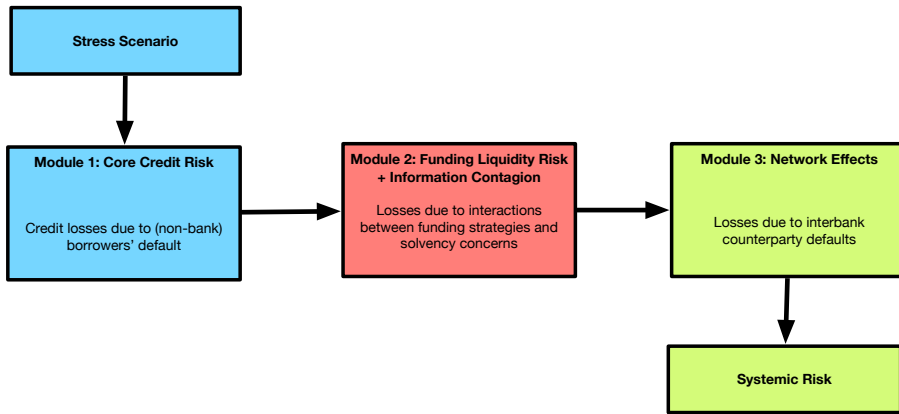 Stress Scenario
Module 1: Core Credit Risk
Credit losses due to (non-bank)
borrowers' default
Module 2: Funding Liquidity Risk
+ Information Contagion
Losses due to interactions
between funding strategies and
solvency concerns
Module 3: Network Effects
Losses due to interbank
counterparty defaults
Systemic Risk